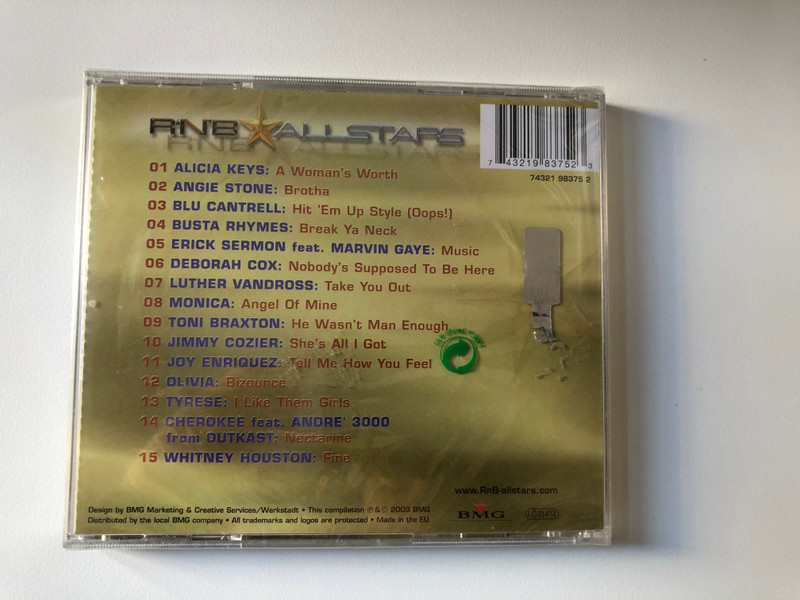 R'N'B ALLSTARS
7 43219 83752 3
74321 98375 2
01 ALICIA KEYS: A Woman's Worth
02 ANGIE STONE: Brotha
03 BLU CANTRELL: Hit 'Em Up Style (Oops!)
04 BUSTA RHYMES: Break Ya Neck
05 ERICK SERMON feat. MARVIN GAYE: Music
06 DEBORAH COX: Nobody's Supposed To Be Here
07 LUTHER VANDROSS: Take You Out
08 MONICA: Angel Of Mine
09 TONI BRAXTON: He Wasn't Man Enough
10 JIMMY COZIER: She's All I Got
11 JOY ENRIQUEZ: Tell Me How You Feel
12 OLIVIA: Bizounce
13 TYRESE: I Like Them Girls
14 CHEROKEE feat. ANDRE' 3000
from OUTKAST: Nectarine
15 WHITNEY HOUSTON: Fine
www.RnB-allstars.com
Design by BMG Marketing & Creative Services/Werkstadt • This compilation ℗ & © 2003 BMG
Distributed by the local BMG company • All trademarks and logos are protected • Made in the EU
BMG